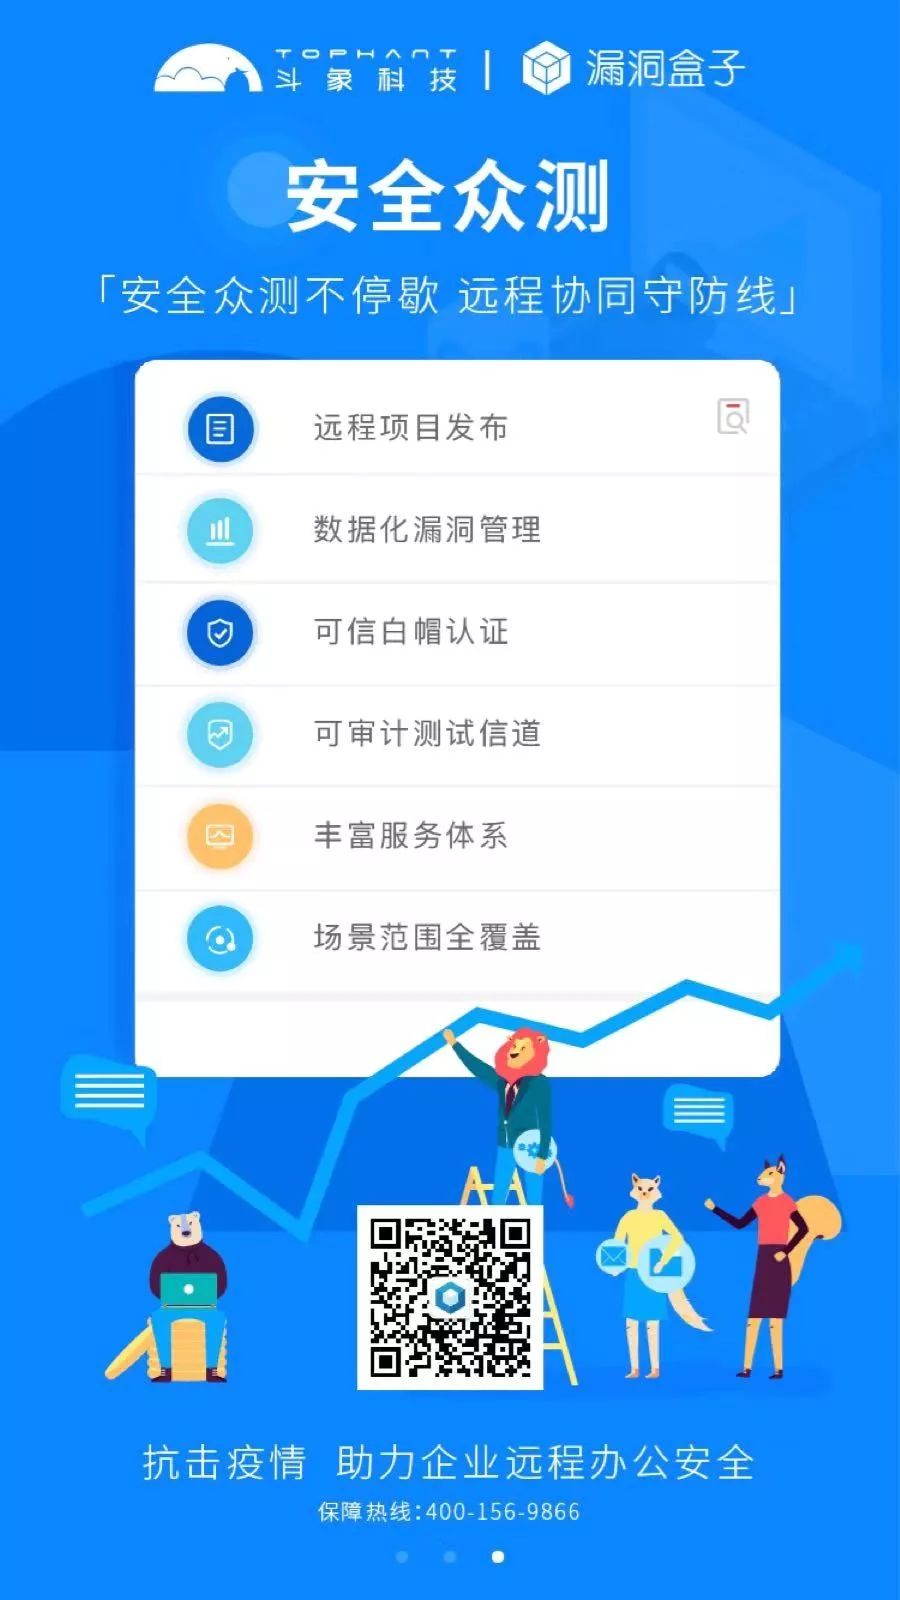 TOPHANT
斗象科技
漏洞盒子
安全众测
「安全众测不停歇 远程协同守防线」
远程项目发布
数据化漏洞管理
可信白帽认证
可审计测试信道
丰富服务体系
场景范围全覆盖
抗击疫情 助力企业远程办公安全
保障热线:400-156-9866